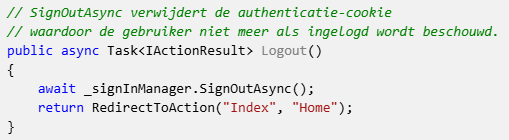 // SignOutAsync verwijdert de authenticatie-cookie
// waardoor de gebruiker niet meer als ingelogd wordt beschouwd.
public async Task<IActionResult> Logout()
{
    await _signInManager.SignOutAsync();
    return RedirectToAction("Index", "Home");
}